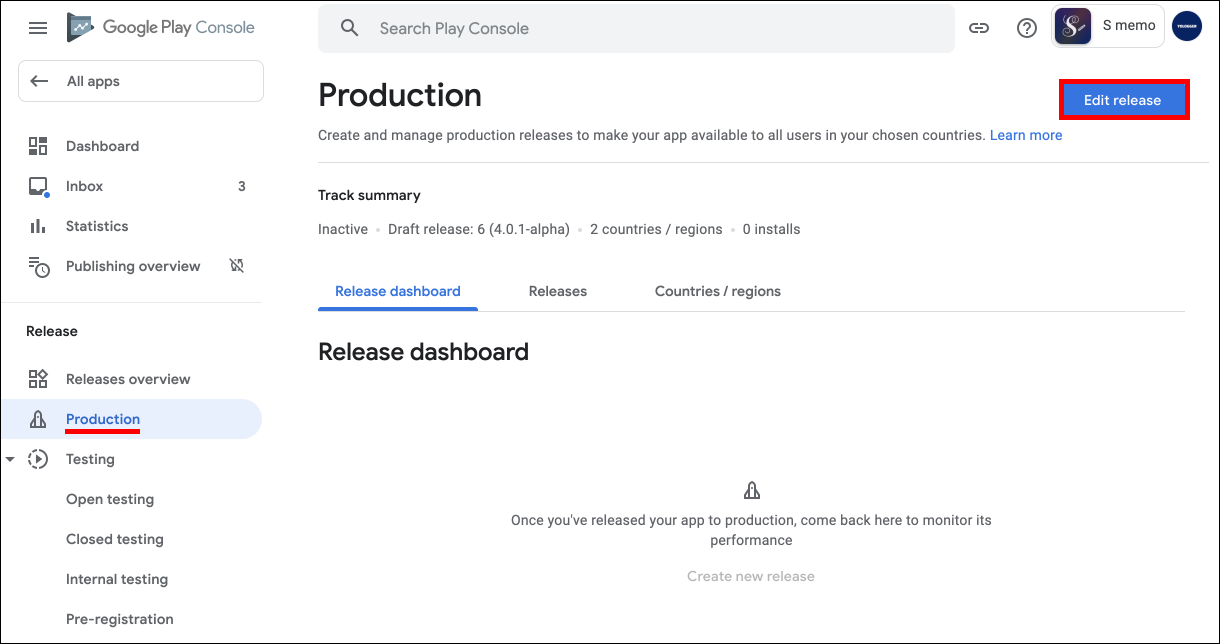 Google Play Console
Search Play Console
S memo
All apps
Production
Edit release
Create and manage production releases to make your app available to all users in your chosen countries. Learn more
Dashboard
Inbox 3
Statistics
Publishing overview
Track summary
Inactive • Draft release: 6 (4.0.1-alpha) • 2 countries / regions • 0 installs
Release dashboard Releases Countries / regions
Release
Release dashboard
Releases overview
Production
Testing
Open testing
Closed testing
Internal testing
Pre-registration
Once you've released your app to production, come back here to monitor its
performance
Create new release